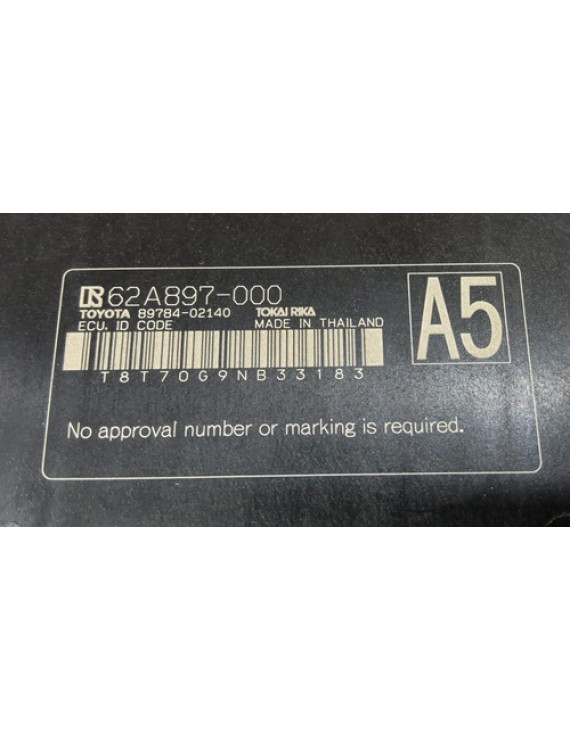 62A897-000
TOYOTA 89784-02140 TOKAI RIKA
ECU. ID CODE MADE IN THAILAND
A5
T8T70G9NB33183
No approval number or marking is required.